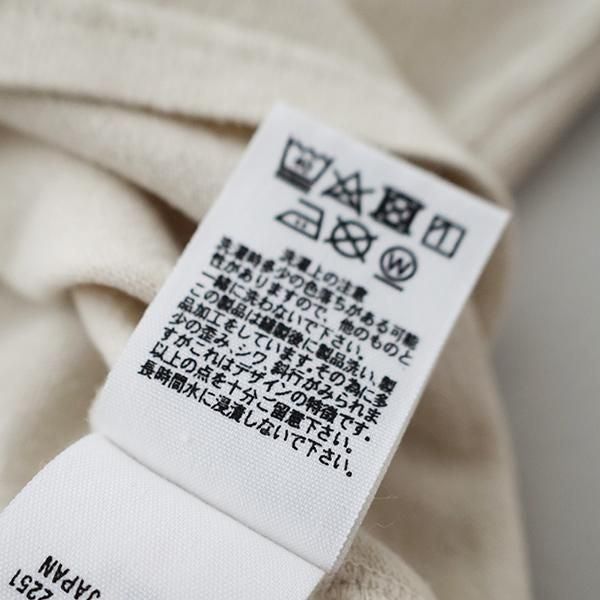 洗濯上の注意
洗濯時多少の色落ちがある可能
性がありますので、他のものと
一緒に洗わないで下さい。
この製品は縫製後に製品洗い、製
品加工をしています。その為に多
少の歪み、シワ、斜行がみられま
すがこれはデザインの特徴です。
以上の点を十分ご留意下さい。
長時間水に浸漬しないで下さい。
W
2251
JAPAN